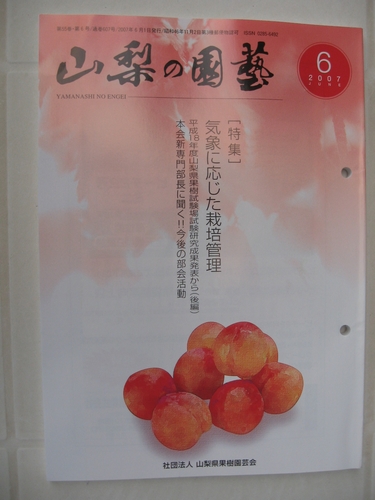 山梨の園藝
YAMANASHI NO ENGEI
6
2007
JUNE
[特集]
気象に応じた栽培管理
平成18年度山梨県果樹試験場試験研究成果発表から(後編)
本会新専門部長に聞く!!今後の部会活動
社団法人 山梨県果樹園芸会